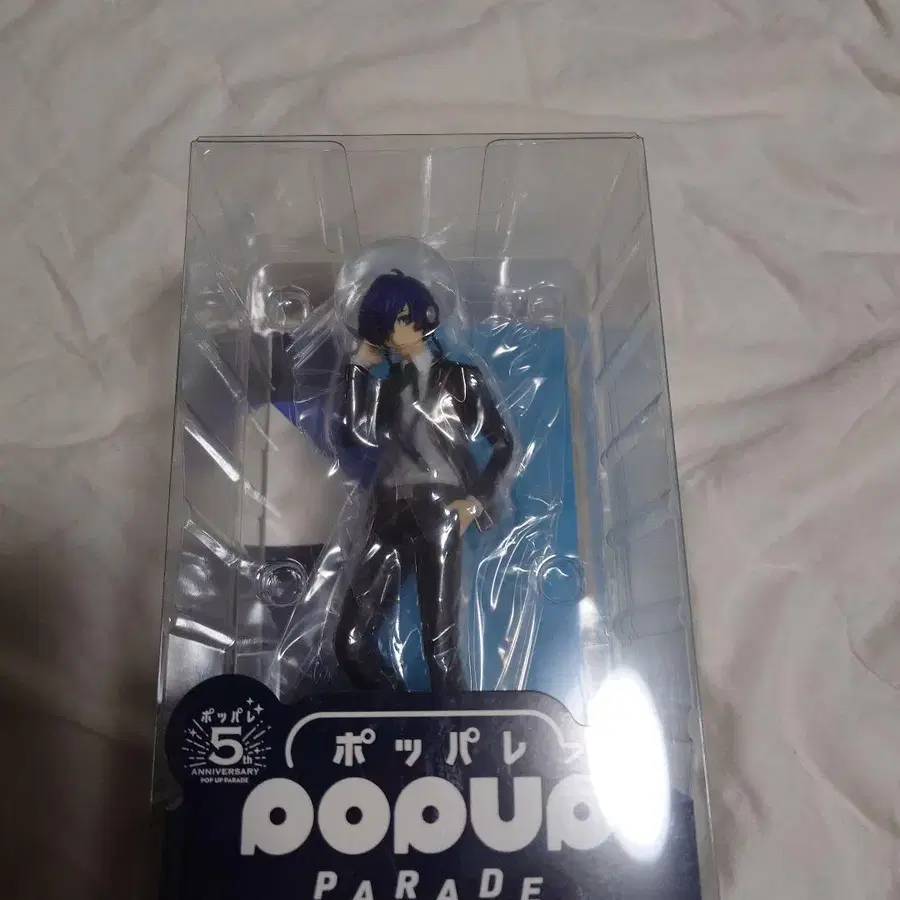 ポッパレ
5th
ANNIVERSARY
POP UP PARADE
ポッパレ
POPUP
PARADE